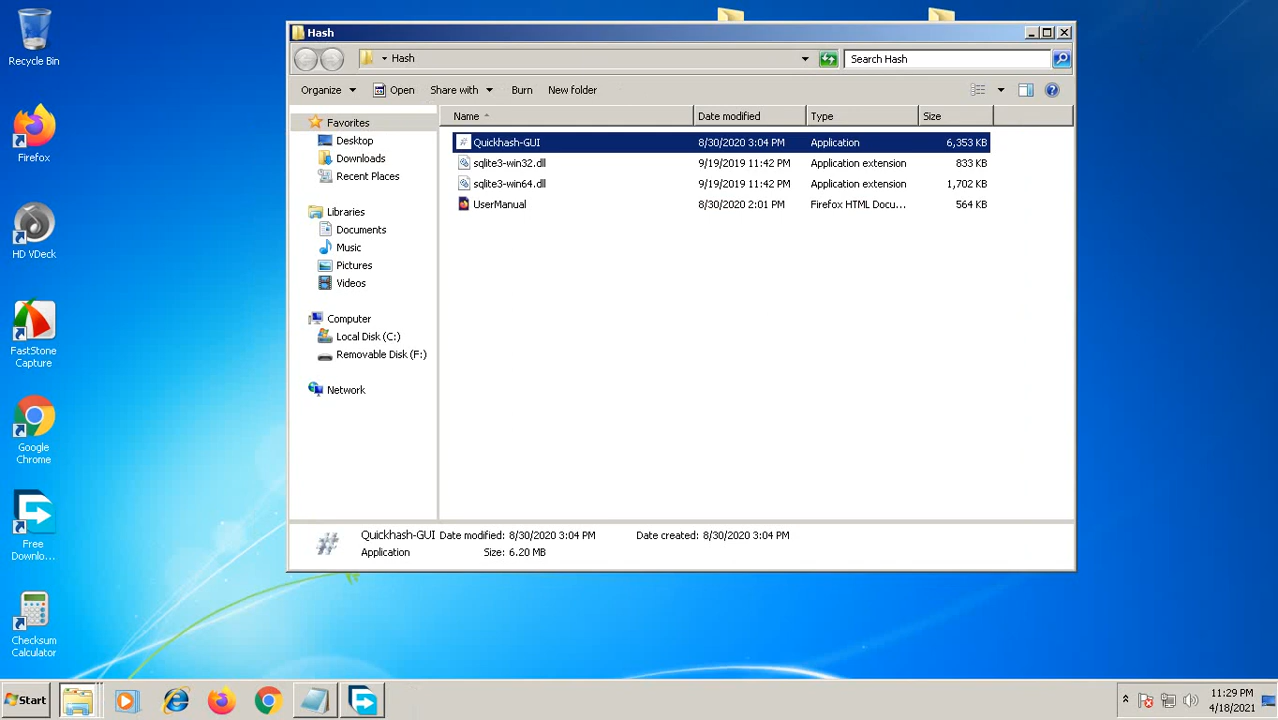 Recycle Bin
Firefox
HD VDeck
FastStone
Capture
Google
Chrome
Free
Downlo...
Checksum
Calculator
Hash
Hash
Search Hash
Organize
Open
Share with
Burn
New folder
Favorites
Desktop
Downloads
Recent Places
Libraries
Documents
Music
Pictures
Videos
Computer
Local Disk (C:)
Removable Disk (F:)
Network
Name Date modified Type Size
Quickhash-GUI 8/30/2020 3:04 PM Application 6,353 KB
sqlite3-win32.dll 9/19/2019 11:42 PM Application extension 833 KB
sqlite3-win64.dll 9/19/2019 11:42 PM Application extension 1,702 KB
UserManual 8/30/2020 2:01 PM Firefox HTML Docu... 564 KB
Quickhash-GUI Date modified: 8/30/2020 3:04 PM Date created: 8/30/2020 3:04 PM
Application Size: 6.20 MB
Start
11:29 PM
4/18/2021